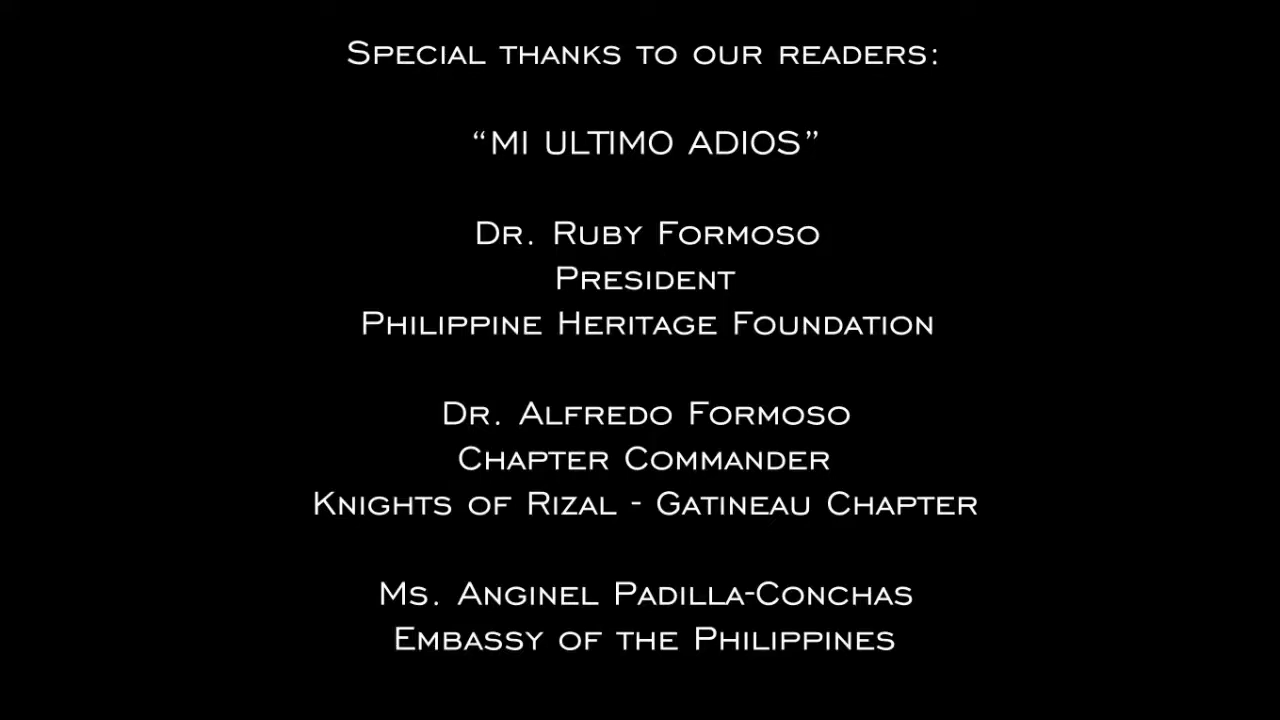 Special thanks to our readers:
“MI ULTIMO ADIOS”
Dr. Ruby Formoso
President
Philippine Heritage Foundation
Dr. Alfredo Formoso
Chapter Commander
Knights of Rizal - Gatineau Chapter
Ms. Anginel Padilla-Conchas
Embassy of the Philippines